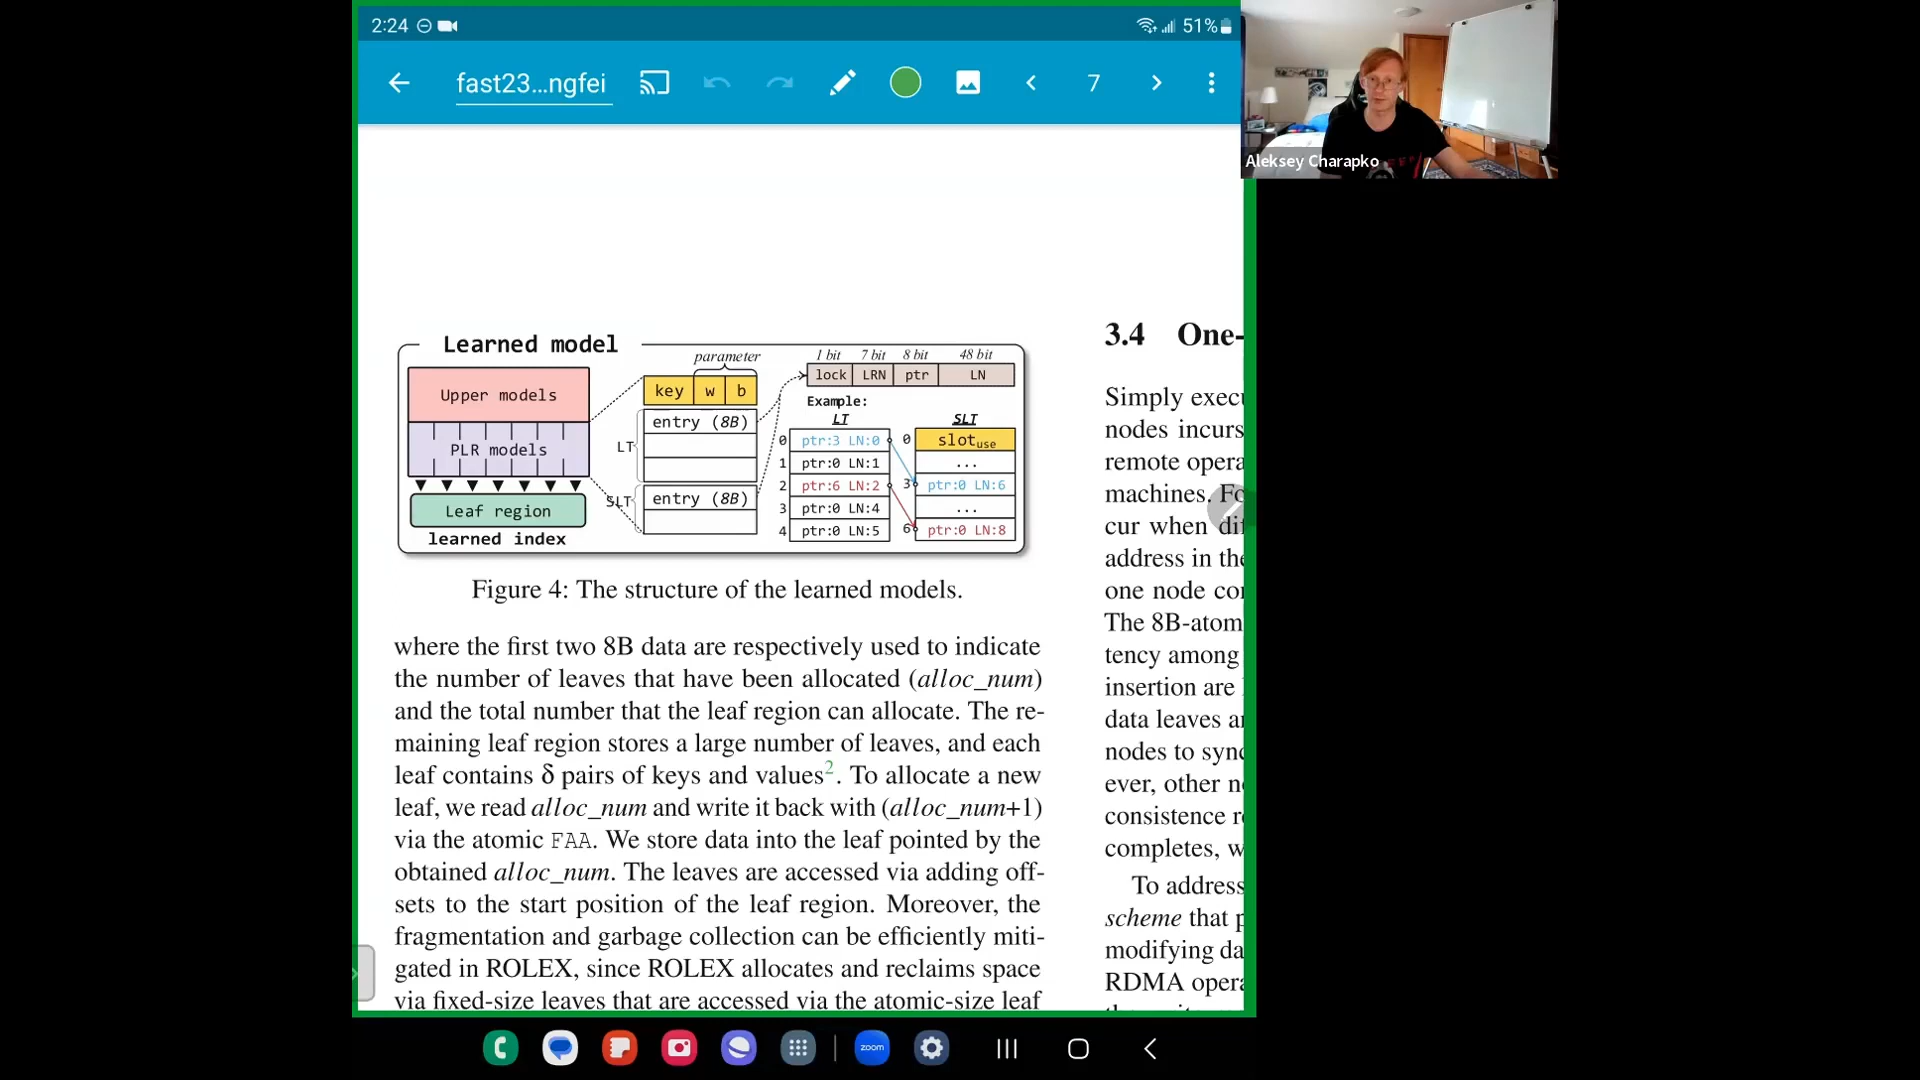 2:24
51%
fast23...ngfei
7
Aleksey Charapko
Learned model
parameter
1 bit 7 bit 8 bit 48 bit
Upper models
key w b
lock LRN ptr LN
Example:
LT SLT
entry (8B)
0 ptr:3 LN:0 0 slotuse
PLR models
LT
1 ptr:0 LN:1 ...
2 ptr:6 LN:2 3 ptr:0 LN:6
SLT
entry (8B)
Leaf region
3 ptr:0 LN:4 ...
4 ptr:0 LN:5 6 ptr:0 LN:8
learned index
Figure 4: The structure of the learned models.
where the first two 8B data are respectively used to indicate
the number of leaves that have been allocated (alloc_num)
and the total number that the leaf region can allocate. The re-
maining leaf region stores a large number of leaves, and each
leaf contains δ pairs of keys and values2. To allocate a new
leaf, we read alloc_num and write it back with (alloc_num+1)
via the atomic FAA. We store data into the leaf pointed by the
obtained alloc_num. The leaves are accessed via adding off-
sets to the start position of the leaf region. Moreover, the
fragmentation and garbage collection can be efficiently miti-
gated in ROLEX, since ROLEX allocates and reclaims space
via fixed-size leaves that are accessed via the atomic-size leaf
3.4 One-
Simply exec
nodes incurs
remote opera
machines. Fo
cur when dif
address in the
one node co
The 8B-atom
tency among
insertion are
data leaves a
nodes to sync
ever, other n
consistence r
completes, w
To address
scheme that p
modifying da
RDMA opera
zoom